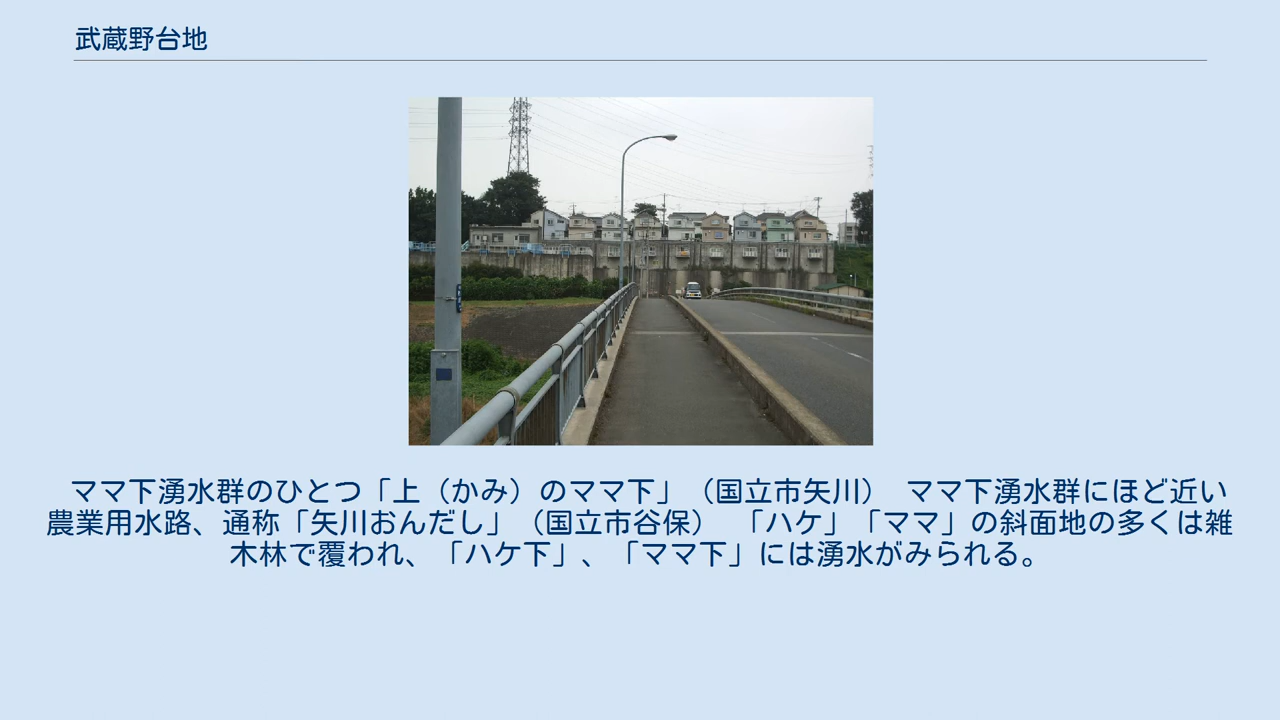 武蔵野台地
ママ下湧水群のひとつ「上（かみ）のママ下」（国立市矢川）　ママ下湧水群にほど近い
農業用水路、通称「矢川おんだし」（国立市谷保）　「ハケ」「ママ」の斜面地の多くは雑
木林で覆われ、「ハケ下」、「ママ下」には湧水がみられる。